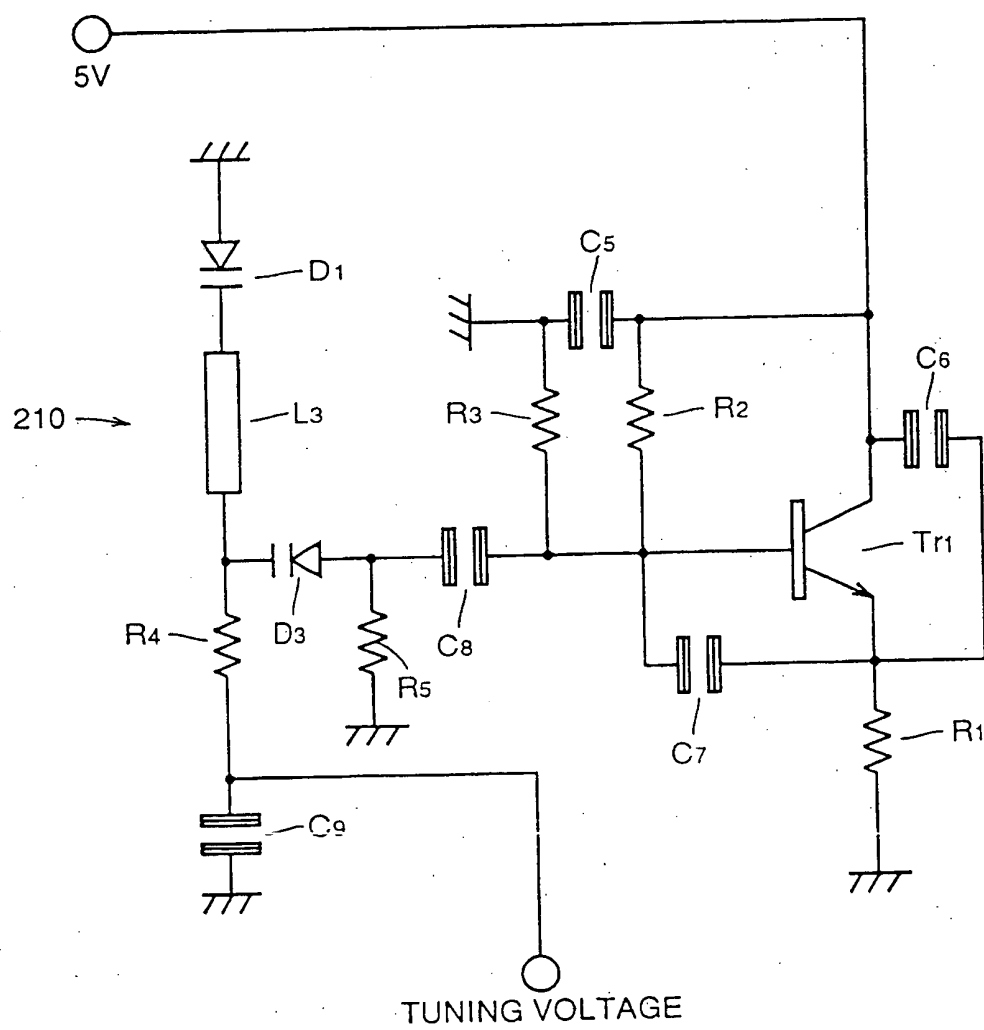 5V
D1
C5
C6
210
L3
R3
R2
Tr1
R4
D3
C8
R5
C7
R1
C9
TUNING VOLTAGE